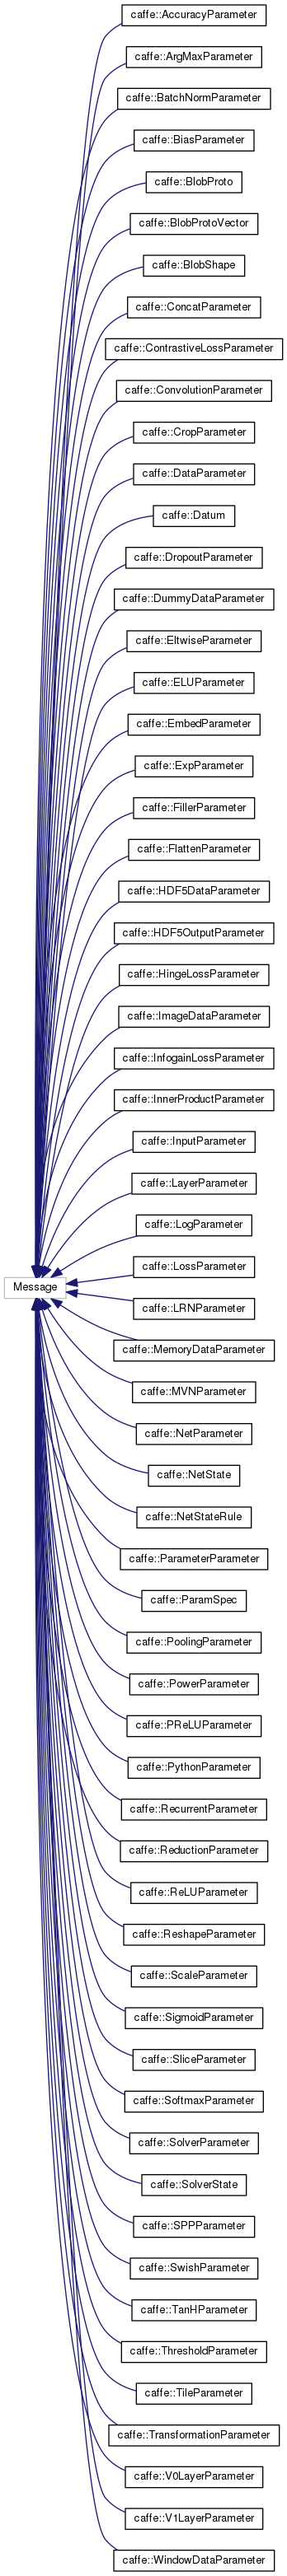 caffe::AccuracyParameter
caffe::ArgMaxParameter
caffe::BatchNormParameter
caffe::BiasParameter
caffe::BlobProto
caffe::BlobProtoVector
caffe::BlobShape
caffe::ConcatParameter
caffe::ContrastiveLossParameter
caffe::ConvolutionParameter
caffe::CropParameter
caffe::DataParameter
caffe::Datum
caffe::DropoutParameter
caffe::DummyDataParameter
caffe::EltwiseParameter
caffe::ELUParameter
caffe::EmbedParameter
caffe::ExpParameter
caffe::FillerParameter
caffe::FlattenParameter
caffe::HDF5DataParameter
caffe::HDF5OutputParameter
caffe::HingeLossParameter
caffe::ImageDataParameter
caffe::InfogainLossParameter
caffe::InnerProductParameter
caffe::InputParameter
caffe::LayerParameter
caffe::LogParameter
caffe::LossParameter
Message
caffe::LRNParameter
caffe::MemoryDataParameter
caffe::MVNParameter
caffe::NetParameter
caffe::NetState
caffe::NetStateRule
caffe::ParameterParameter
caffe::ParamSpec
caffe::PoolingParameter
caffe::PowerParameter
caffe::PReLUParameter
caffe::PythonParameter
caffe::RecurrentParameter
caffe::ReductionParameter
caffe::ReLUParameter
caffe::ReshapeParameter
caffe::ScaleParameter
caffe::SigmoidParameter
caffe::SliceParameter
caffe::SoftmaxParameter
caffe::SolverParameter
caffe::SolverState
caffe::SPPParameter
caffe::SwishParameter
caffe::TanHParameter
caffe::ThresholdParameter
caffe::TileParameter
caffe::TransformationParameter
caffe::V0LayerParameter
caffe::V1LayerParameter
caffe::WindowDataParameter